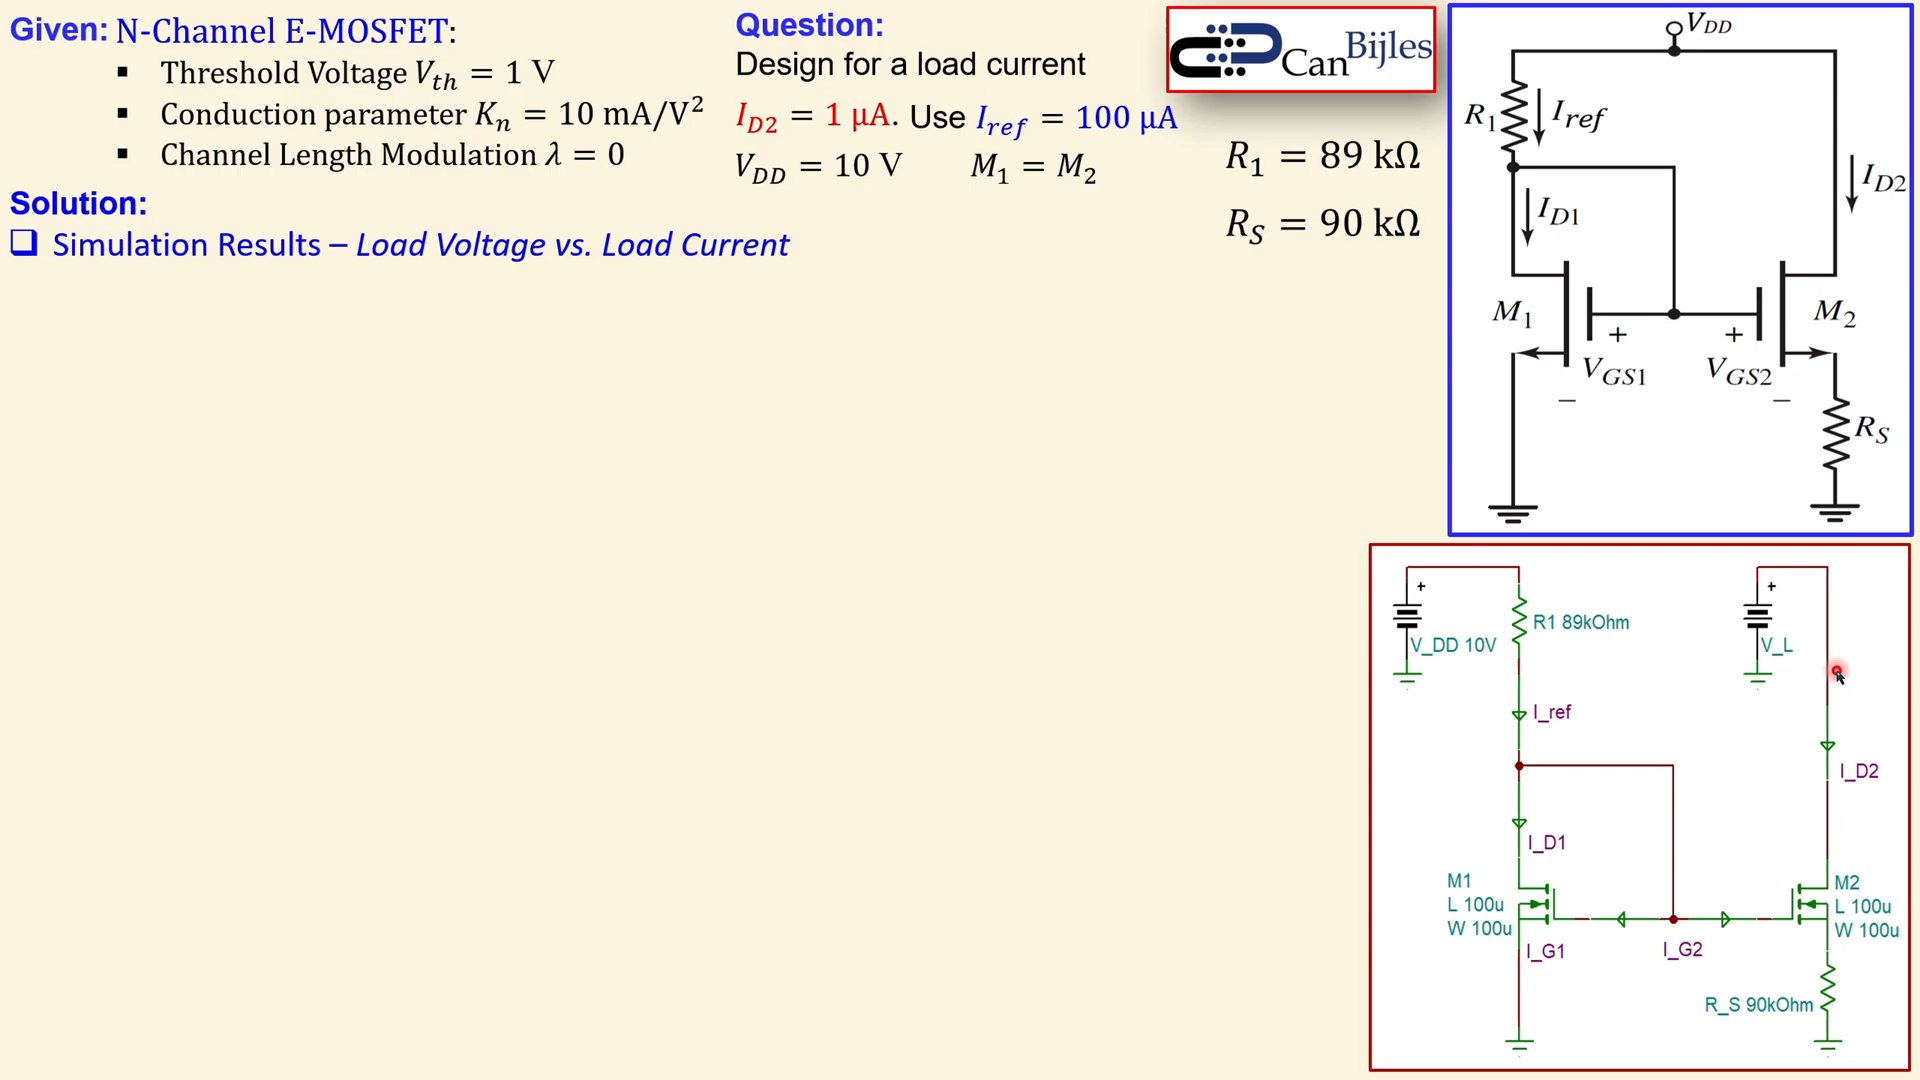 Given: N-Channel E-MOSFET:
▪ Threshold Voltage V_th = 1 V
▪ Conduction parameter K_n = 10 mA/V²
▪ Channel Length Modulation λ = 0
Question:
Design for a load current
I_D2 = 1 μA. Use I_ref = 100 μA
V_DD = 10 V M_1 = M_2
Can Bijles
R_1 = 89 kΩ
R_S = 90 kΩ
Solution:
❑ Simulation Results – Load Voltage vs. Load Current
V_DD
R_1
I_ref
I_D2
I_D1
M_1
M_2
+
+
V_GS1
V_GS2
−
−
R_S
+
+
R1 89kOhm
V_DD 10V
V_L
I_ref
I_D2
I_D1
M1
L 100u
W 100u
M2
L 100u
W 100u
I_G1
I_G2
R_S 90kOhm